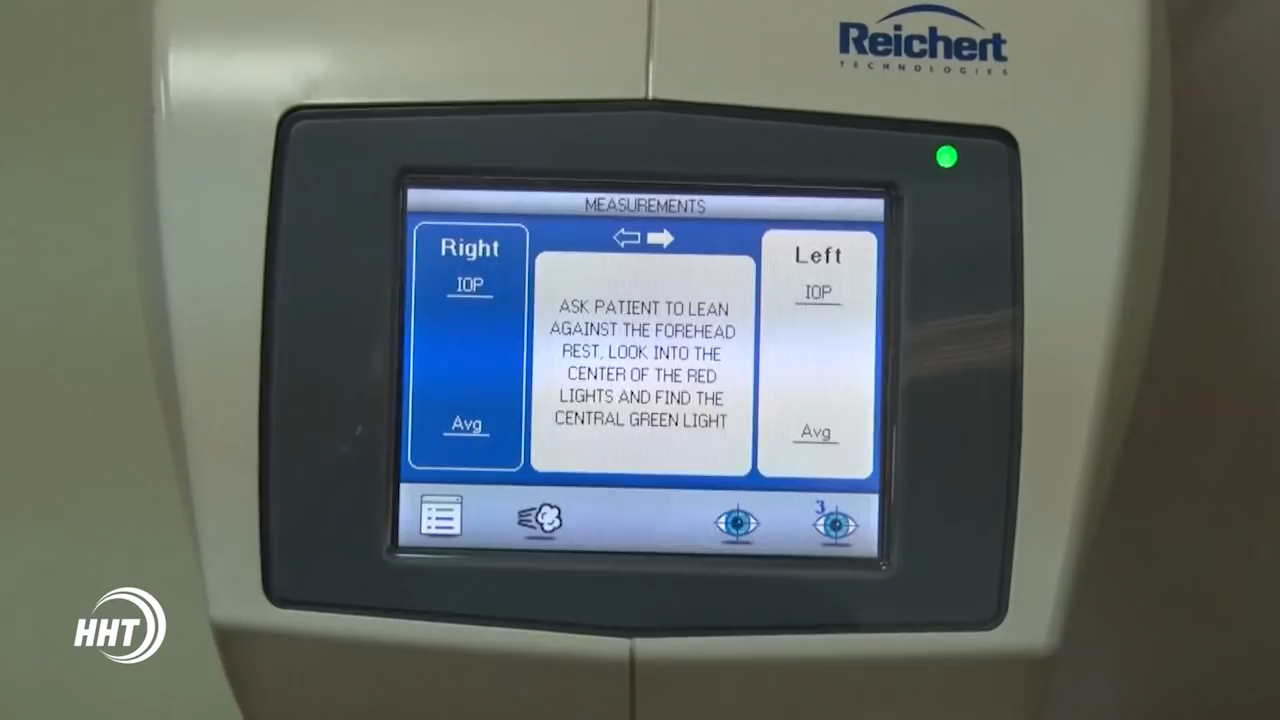 Reichert
TECHNOLOGIES
MEASUREMENTS
Right
IOP
Avg
ASK PATIENT TO LEAN
AGAINST THE FOREHEAD
REST, LOOK INTO THE
CENTER OF THE RED
LIGHTS AND FIND THE
CENTRAL GREEN LIGHT
Left
IOP
Avg
3
HHT